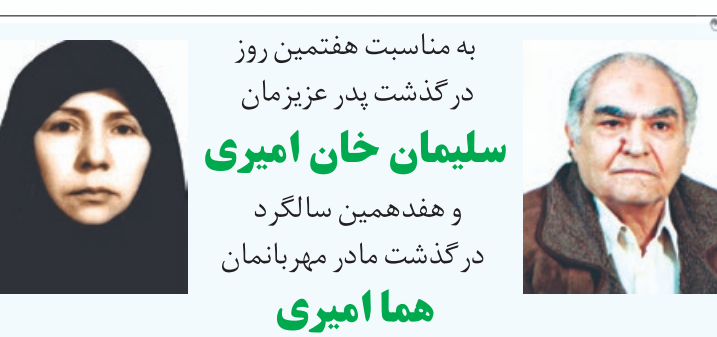 به مناسبت هفتمین روز
درگذشت پدر عزیزمان
سلیمان خان امیری
و هفدهمین سالگرد
درگذشت مادر مهربانمان
هما امیری